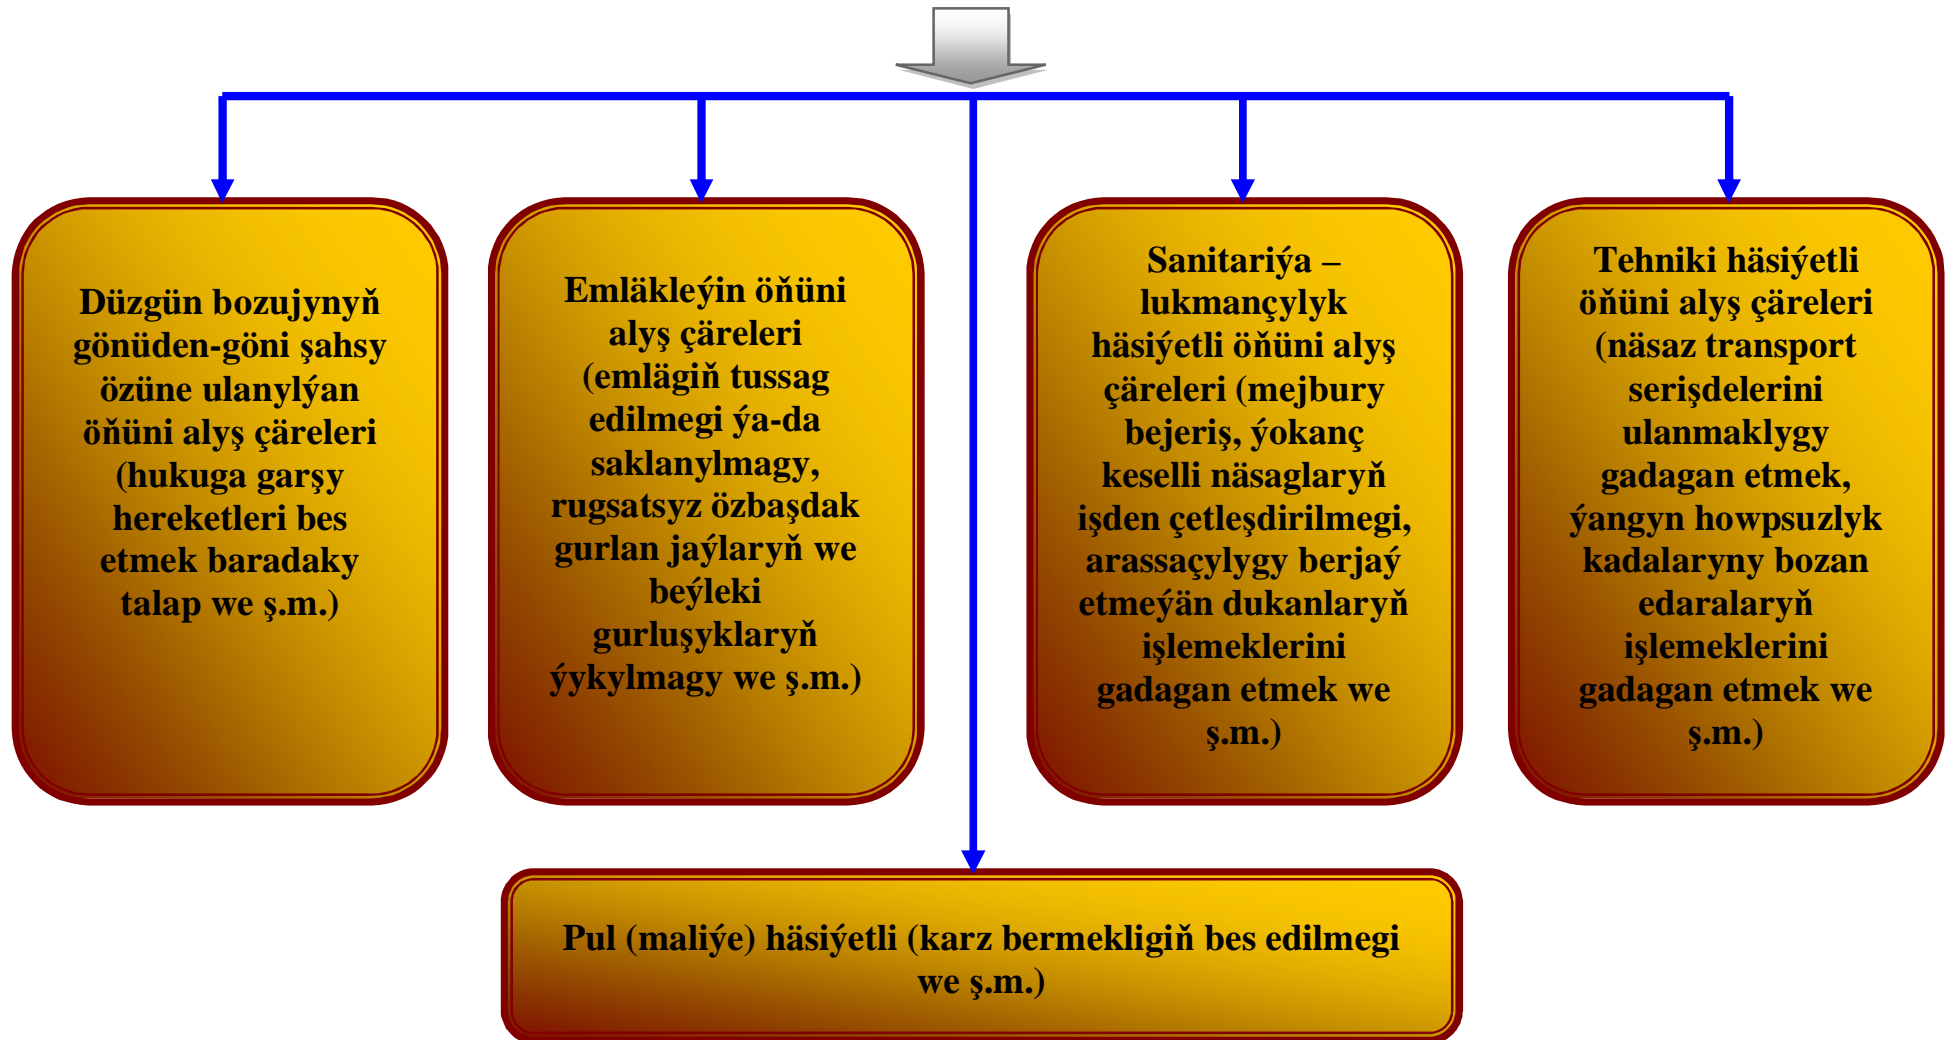 Düzgün bozujynyň
gönüden-göni şahsy
özüne ulanylýan
öňüni alyş çäreleri
(hukuga garşy
hereketleri bes
etmek baradaky
talap we ş.m.)
Emläkleýin öňüni
alyş çäreleri
(emlägiň tussag
edilmegi ýa-da
saklanylmagy,
rugsatsyz özbaşdak
gurlan jaýlaryň we
beýleki
gurluşyklaryň
ýykylmagy we ş.m.)
Sanitariýa –
lukmançylyk
häsiýetli öňüni alyş
çäreleri (mejbury
bejeriş, ýokanç
keselli näsaglaryň
işden çetleşdirilmegi,
arassaçylygy berjaý
etmeýän dukanlaryň
işlemeklerini
gadagan etmek we
ş.m.)
Tehniki häsiýetli
öňüni alyş çäreleri
(näsaz transport
serişdelerini
ulanmaklygy
gadagan etmek,
ýangyn howpsuzlyk
kadalaryny bozan
edaralaryň
işlemeklerini
gadagan etmek we
ş.m.)
Pul (maliýe) häsiýetli (karz bermekligiň bes edilmegi
we ş.m.)